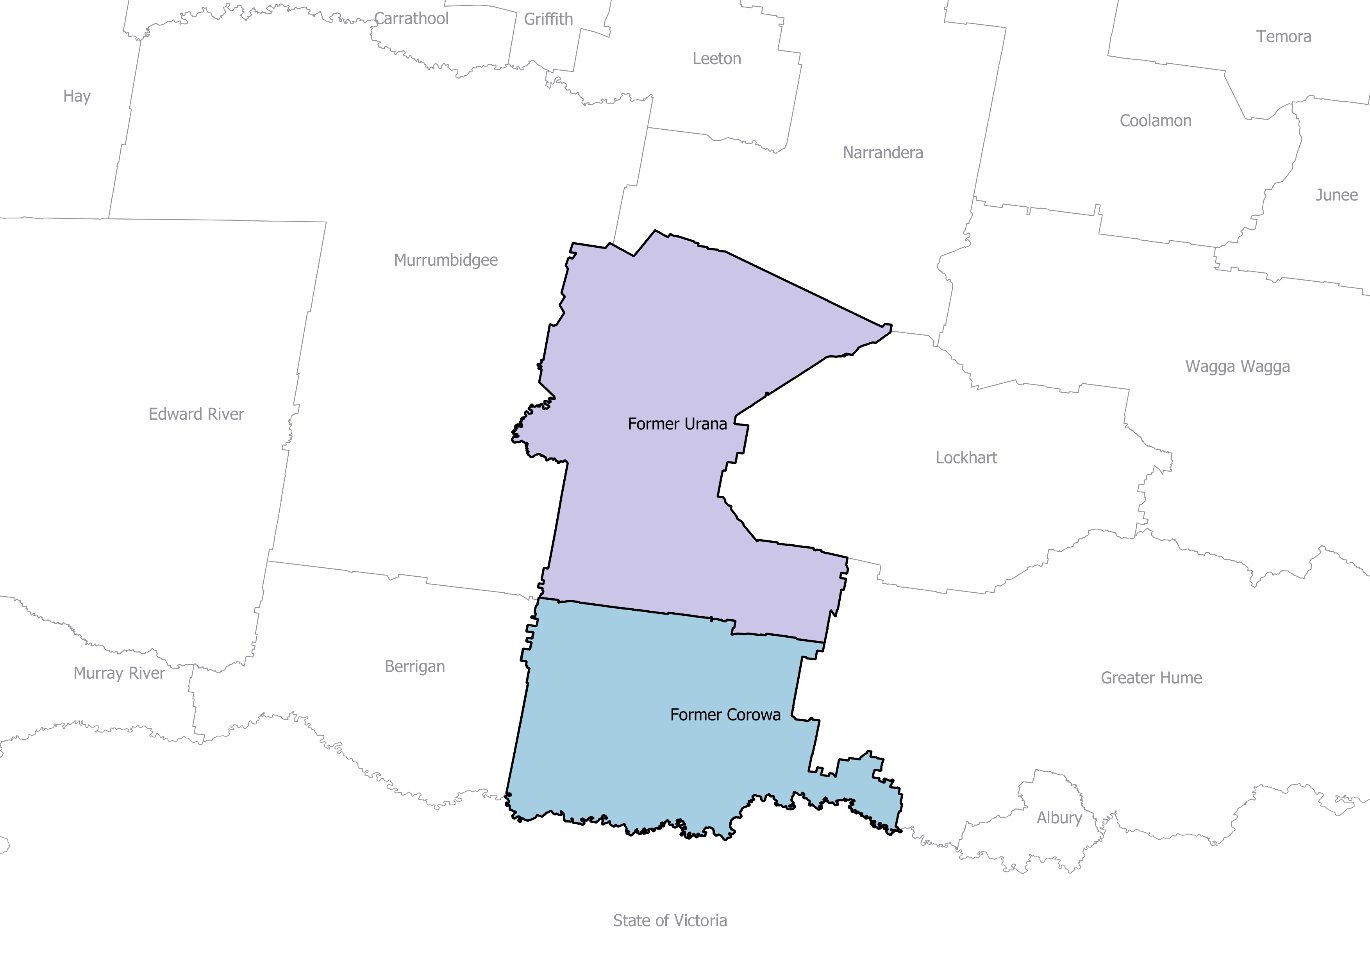 Carrathool
Griffith
Temora
Leeton
Hay
Coolamon
Narrandera
Junee
Murrumbidgee
Wagga Wagga
Edward River
Former Urana
Lockhart
Berrigan
Murray River
Greater Hume
Former Corowa
Albury
State of Victoria